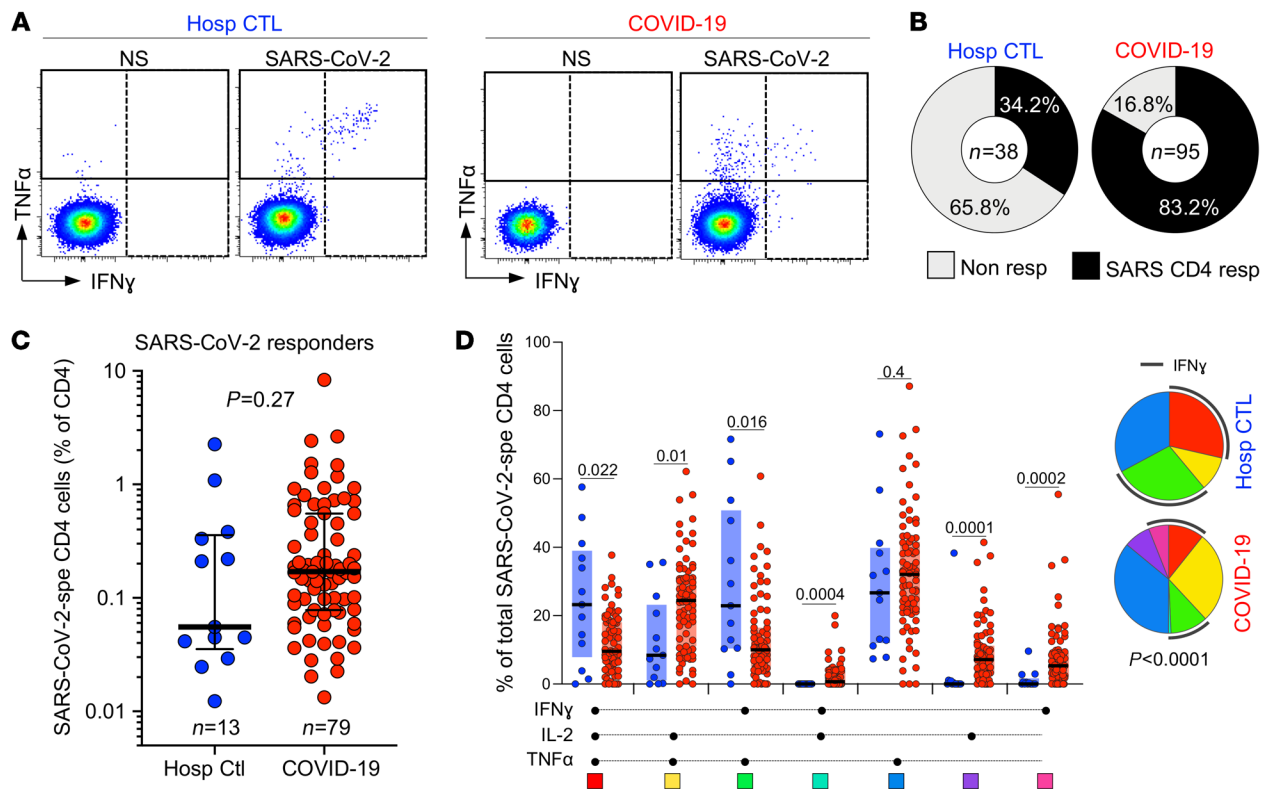 A
Hosp CTL
COVID-19
NS
SARS-CoV-2
NS
SARS-CoV-2
TNFα
IFNɣ
TNFα
IFNɣ
B
Hosp CTL
COVID-19
34.2%
n=38
65.8%
16.8%
n=95
83.2%
Non resp
SARS CD4 resp
C
SARS-CoV-2 responders
SARS-CoV-2-spe CD4 cells (% of CD4)
10
1
0.1
0.01
P=0.27
n=13
n=79
Hosp Ctl
COVID-19
D
% of total SARS-CoV-2-spe CD4 cells
100
80
60
40
20
0
0.022
0.01
0.016
0.0004
0.4
0.0001
0.0002
IFNɣ
IL-2
TNFα
IFNɣ
Hosp CTL
COVID-19
P<0.0001